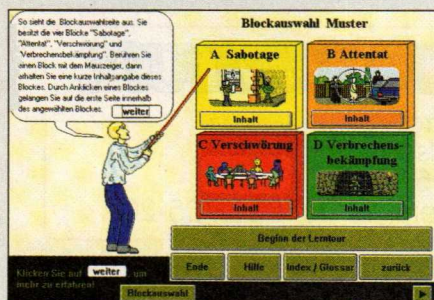 So sieht die Blockauswahlseite aus. Sie
besitzt die vier Blöcke "Sabotage",
"Attentat", "Verschwörung" und
"Verbrechensbekämpfung". Berühren Sie
einen Block mit dem Mauszeiger, dann
erhalten Sie eine kurze Inhaltsangabe dieses
Blockes. Durch Anklicken eines Blockes
gelangen Sie auf die erste Seite innerhalb
des angewählten Blockes.
weiter
Blockauswahl Muster
A Sabotage
Inhalt
B Attentat
Inhalt
C Verschwörung
Inhalt
D Verbrechens-
bekämpfung
Inhalt
Beginn der Lerntour
Ende
Hilfe
Index / Glossar
zurück
Klicken Sie auf weiter, um
mehr zu erfahren!
Blockauswahl